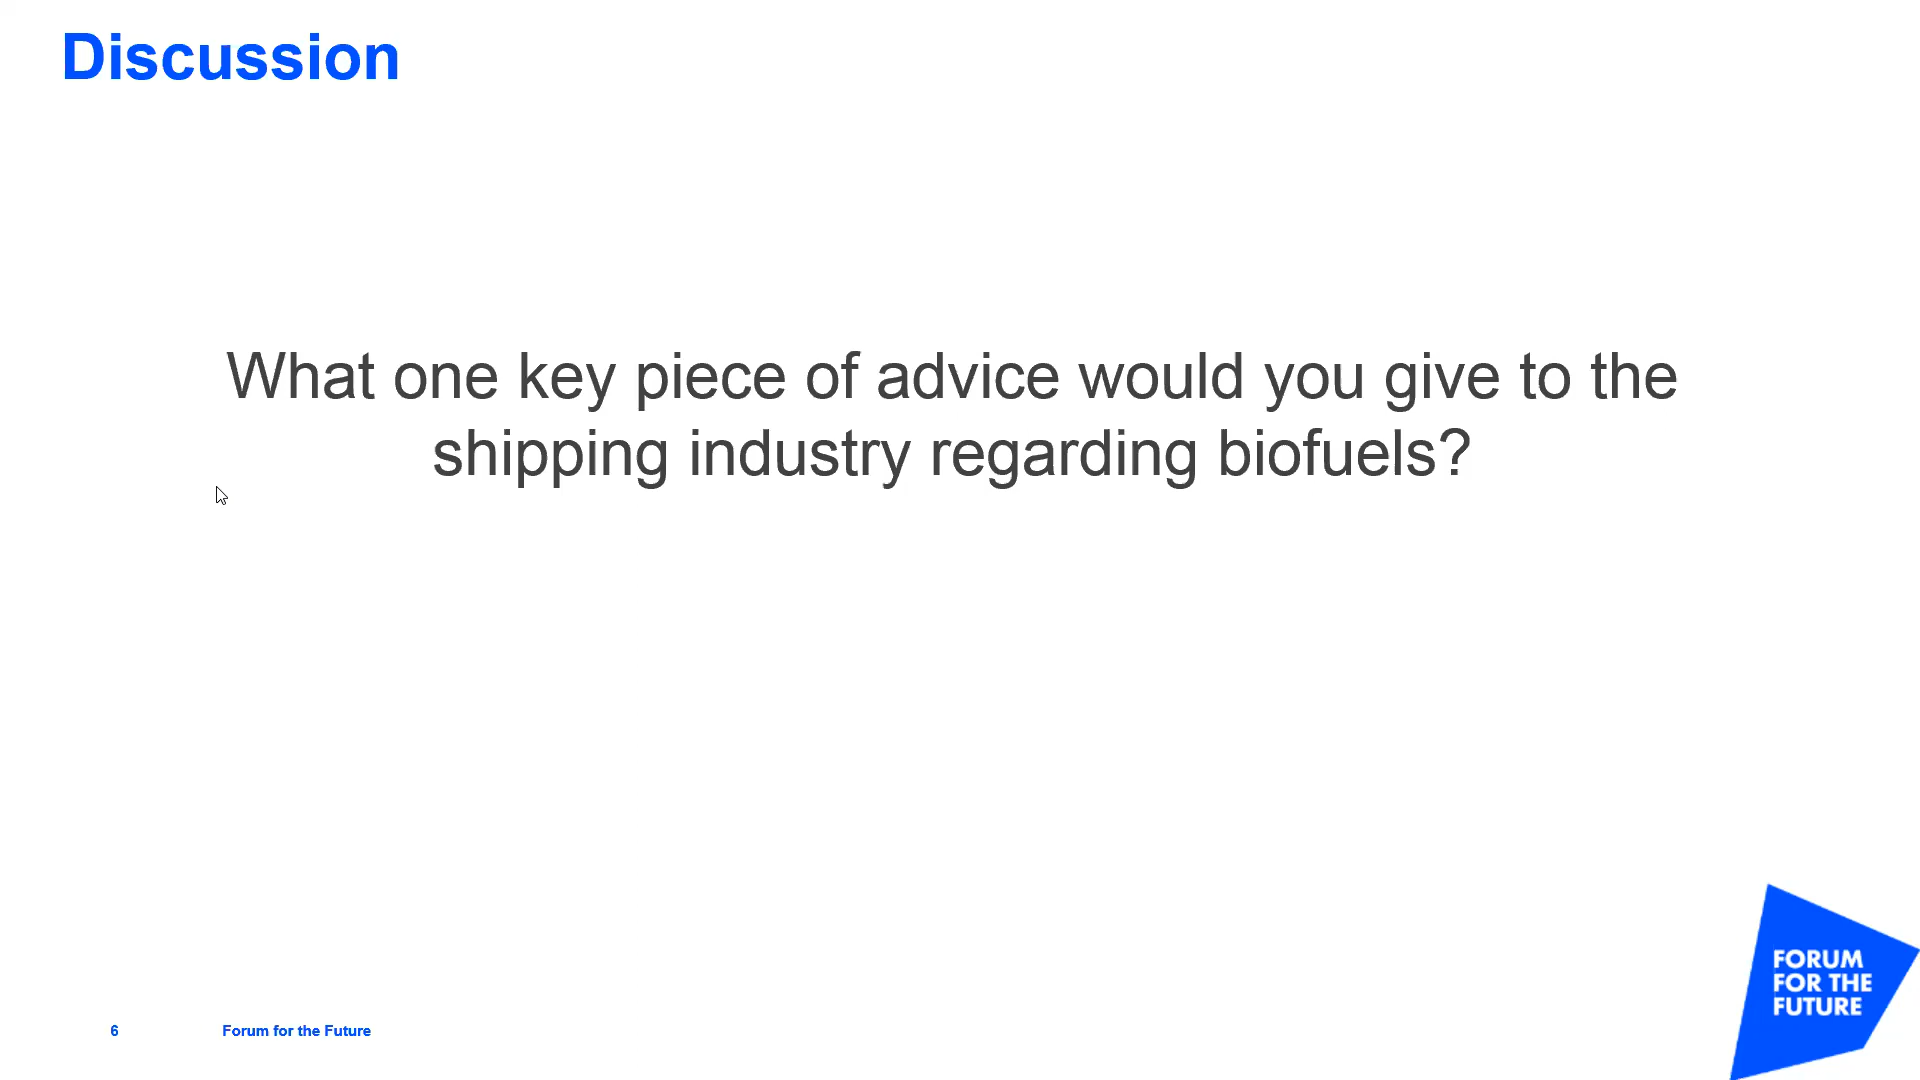 Discussion
What one key piece of advice would you give to the
shipping industry regarding biofuels?
6
Forum for the Future
FORUM
FOR THE
FUTURE